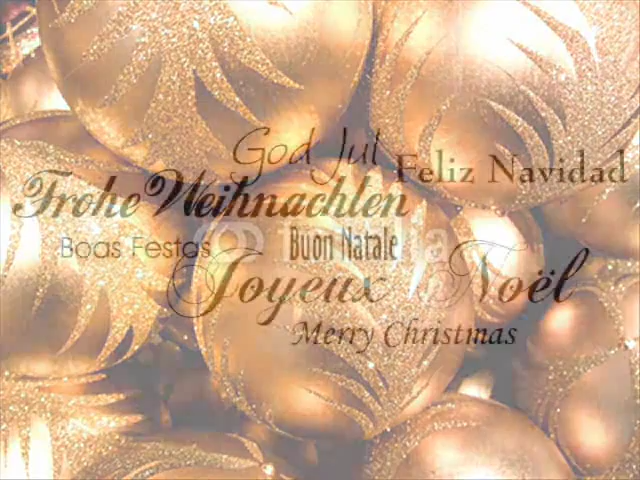 God Jul
Feliz Navidad
Frohe Weihnachten
Boas Festas
Buon Natale
Joyeux Noël
Merry Christmas